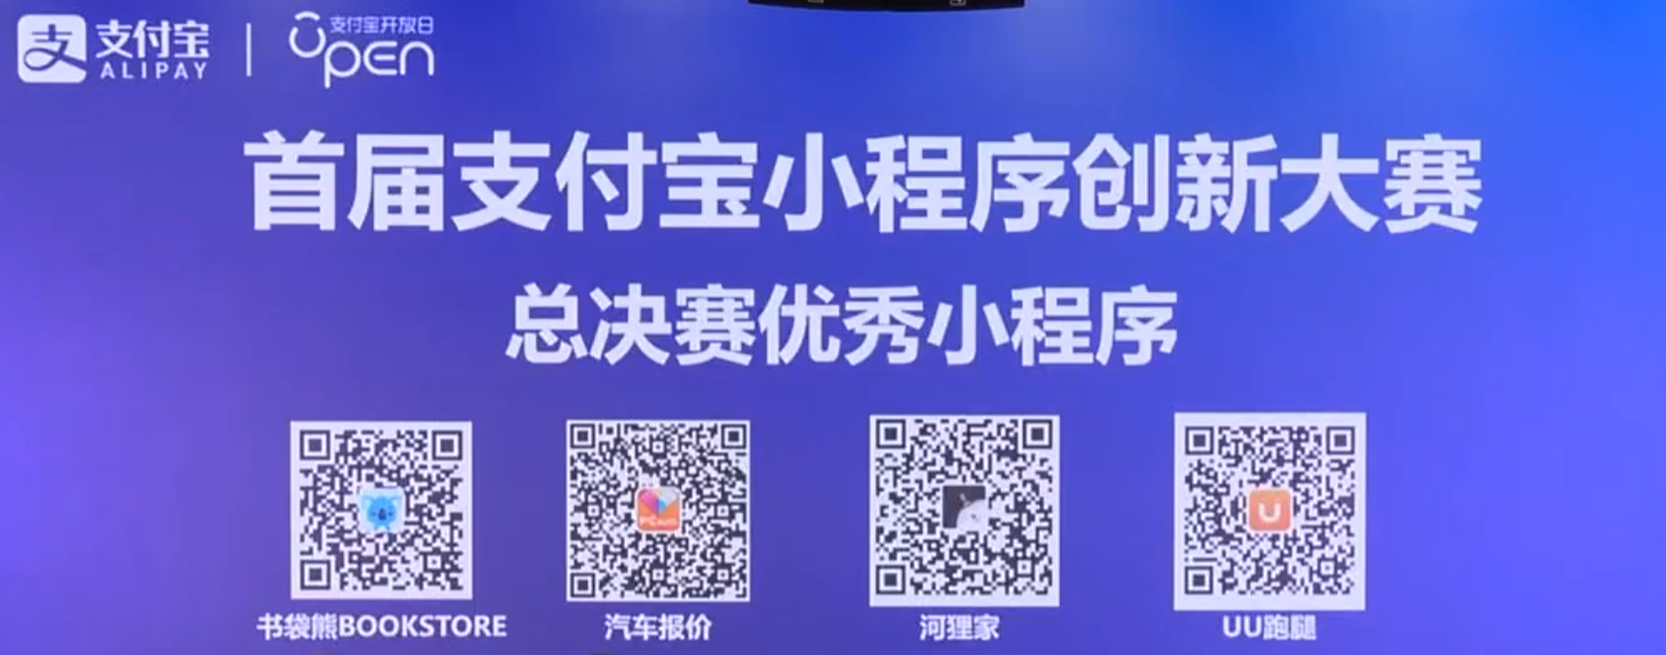 支付宝
ALIPAY
支付宝开放日
Open
首届支付宝小程序创新大赛
总决赛优秀小程序
书袋熊BOOKSTORE
汽车报价
河狸家
UU跑腿
U